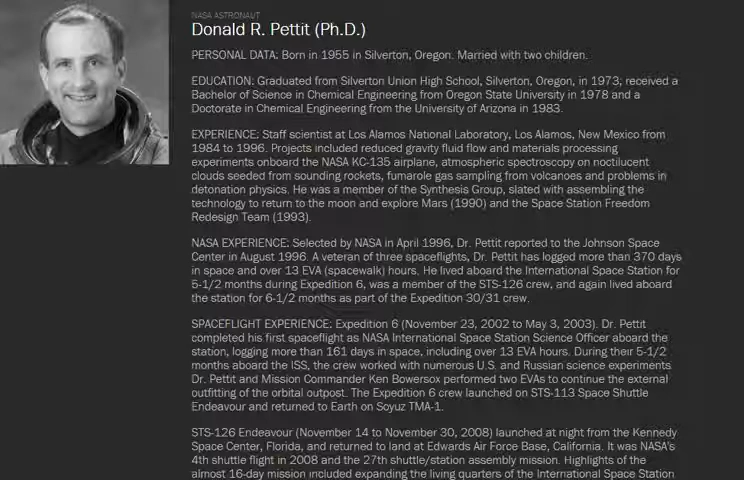 NASA ASTRONAUT
Donald R. Pettit (Ph.D.)
PERSONAL DATA: Born in 1955 in Silverton, Oregon. Married with two children.
EDUCATION: Graduated from Silverton Union High School, Silverton, Oregon, in 1973; received a
Bachelor of Science in Chemical Engineering from Oregon State University in 1978 and a
Doctorate in Chemical Engineering from the University of Arizona in 1983.
EXPERIENCE: Staff scientist at Los Alamos National Laboratory, Los Alamos, New Mexico from
1984 to 1996. Projects included reduced gravity fluid flow and materials processing
experiments onboard the NASA KC-135 airplane, atmospheric spectroscopy on noctilucent
clouds seeded from sounding rockets, fumarole gas sampling from volcanoes and problems in
detonation physics. He was a member of the Synthesis Group, slated with assembling the
technology to return to the moon and explore Mars (1990) and the Space Station Freedom
Redesign Team (1993).
NASA EXPERIENCE: Selected by NASA in April 1996, Dr. Pettit reported to the Johnson Space
Center in August 1996. A veteran of three spaceflights, Dr. Pettit has logged more than 370 days
in space and over 13 EVA (spacewalk) hours. He lived aboard the International Space Station for
5-1/2 months during Expedition 6, was a member of the STS-126 crew, and again lived aboard
the station for 6-1/2 months as part of the Expedition 30/31 crew.
SPACEFLIGHT EXPERIENCE: Expedition 6 (November 23, 2002 to May 3, 2003). Dr. Pettit
completed his first spaceflight as NASA International Space Station Science Officer aboard the
station, logging more than 161 days in space, including over 13 EVA hours. During their 5-1/2
months aboard the ISS, the crew worked with numerous U.S. and Russian science experiments
Dr. Pettit and Mission Commander Ken Bowersox performed two EVAs to continue the external
outfitting of the orbital outpost. The Expedition 6 crew launched on STS-113 Space Shuttle
Endeavour and returned to Earth on Soyuz TMA-1.
STS-126 Endeavour (November 14 to November 30, 2008) launched at night from the Kennedy
Space Center, Florida, and returned to land at Edwards Air Force Base, California. It was NASA's
4th shuttle flight in 2008 and the 27th shuttle/station assembly mission. Highlights of the
almost 16-day mission included expanding the living quarters of the International Space Station